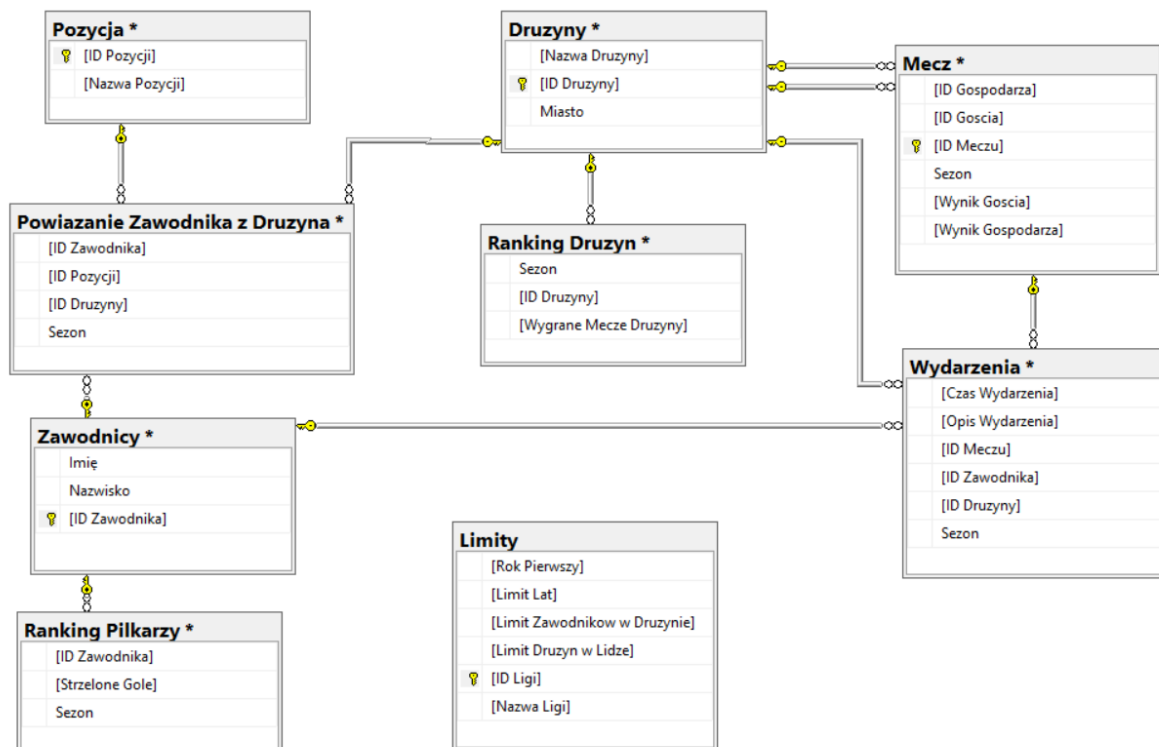 Pozycja *
[ID Pozycji]
[Nazwa Pozycji]
Druzyny *
[Nazwa Druzyny]
[ID Druzyny]
Miasto
Mecz *
[ID Gospodarza]
[ID Goscia]
[ID Meczu]
Sezon
[Wynik Goscia]
[Wynik Gospodarza]
Powiazanie Zawodnika z Druzyna *
[ID Zawodnika]
[ID Pozycji]
[ID Druzyny]
Sezon
Ranking Druzyn *
Sezon
[ID Druzyny]
[Wygrane Mecze Druzyny]
Wydarzenia *
[Czas Wydarzenia]
[Opis Wydarzenia]
[ID Meczu]
[ID Zawodnika]
[ID Druzyny]
Sezon
Zawodnicy *
Imię
Nazwisko
[ID Zawodnika]
Limity
[Rok Pierwszy]
[Limit Lat]
[Limit Zawodnikow w Druzynie]
[Limit Druzyn w Lidze]
[ID Ligi]
[Nazwa Ligi]
Ranking Pilkarzy *
[ID Zawodnika]
[Strzelone Gole]
Sezon